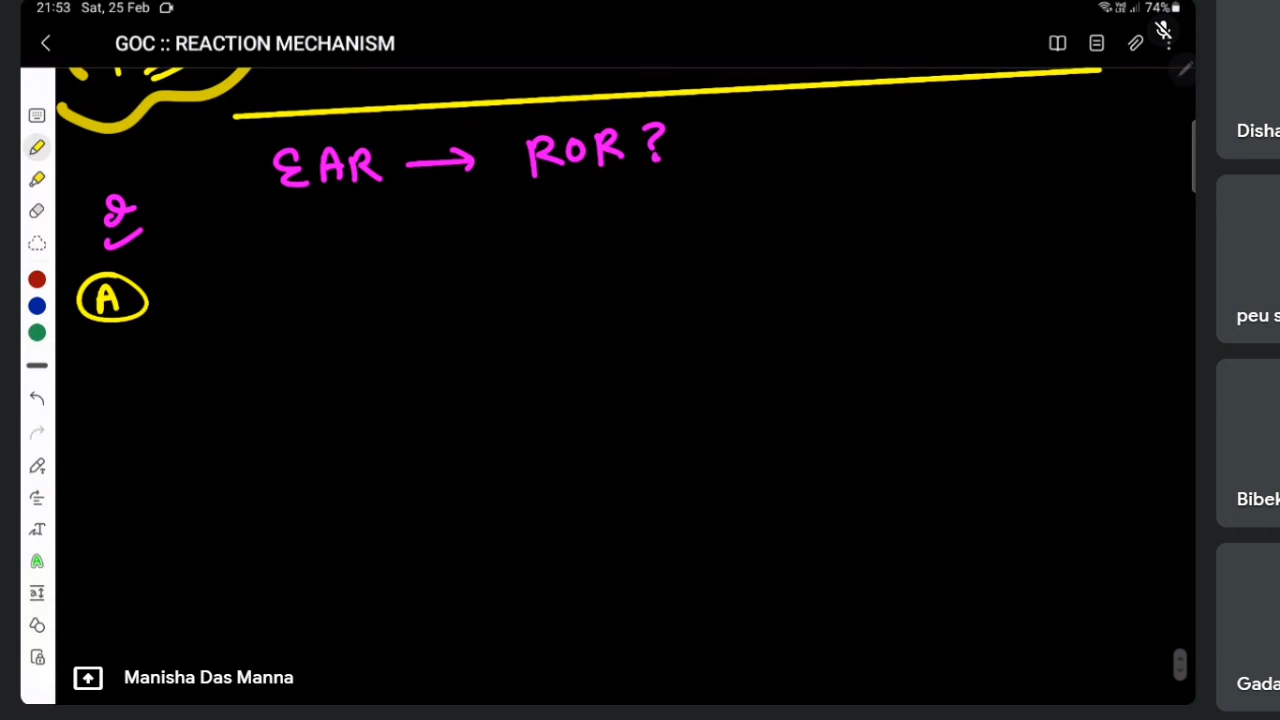 21:53 Sat, 25 Feb
74%
GOC :: REACTION MECHANISM
EAR → ROR ?
A
Disha
peu s
Bibek
Gada
Manisha Das Manna